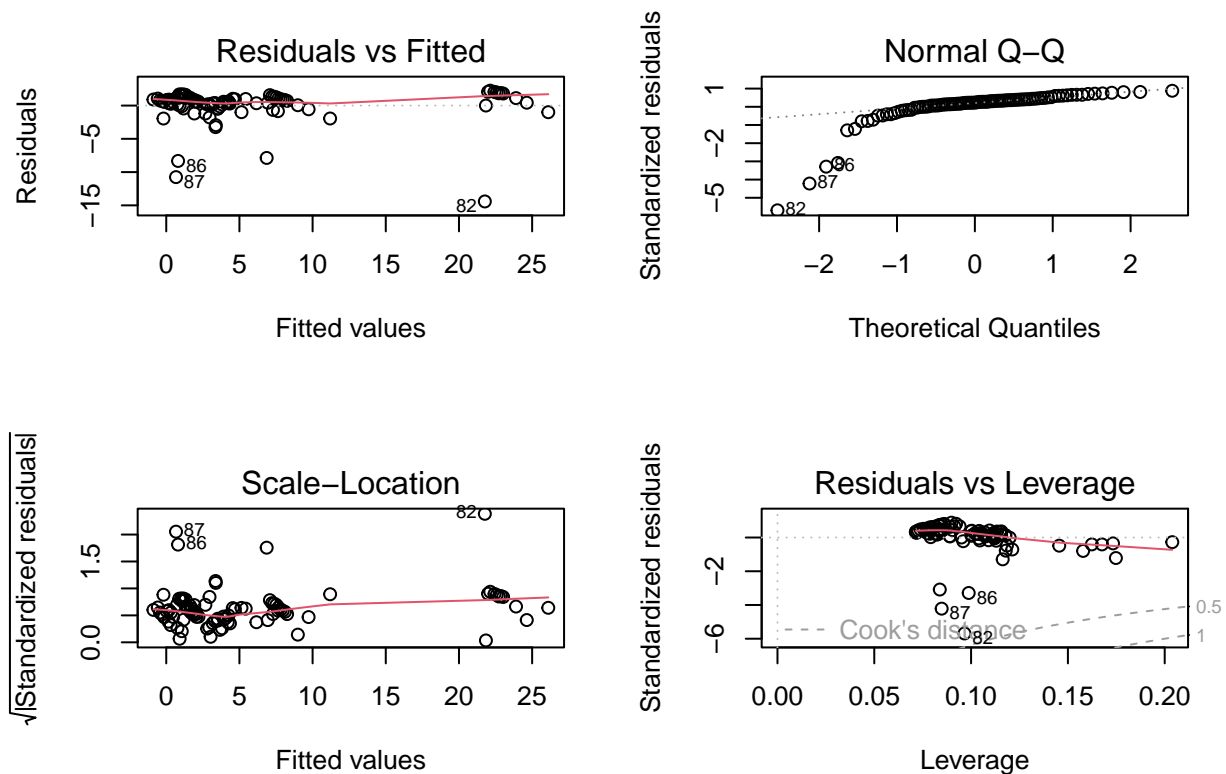 Residuals vs Fitted
Residuals
−5
−15
86
87
82
0 5 10 15 20 25
Fitted values
Normal Q−Q
Standardized residuals
1
−2
−5
86
87
82
−2 −1 0 1 2
Theoretical Quantiles
Scale−Location
√|Standardized residuals|
1.5
0.0
82
87
86
0 5 10 15 20 25
Fitted values
Residuals vs Leverage
Standardized residuals
−2
−6
86
87
82
Cook's distance
0.5
1
0.00 0.05 0.10 0.15 0.20
Leverage